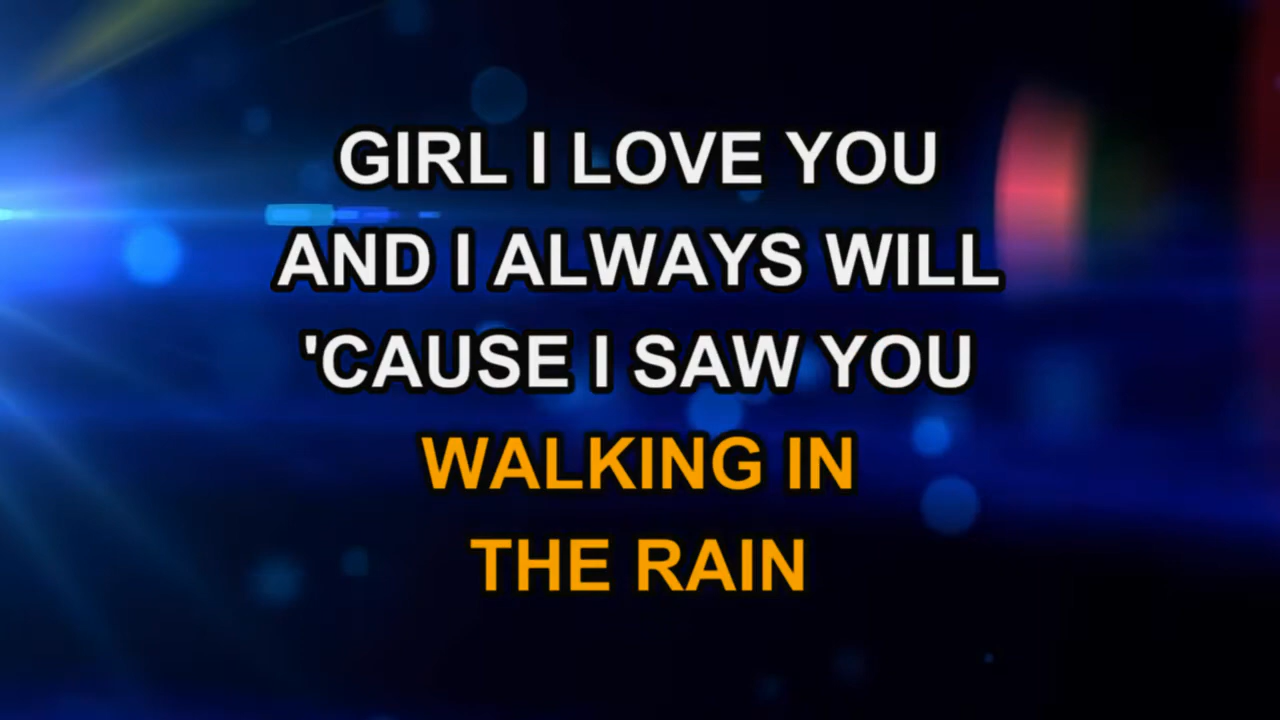 GIRL I LOVE YOU
AND I ALWAYS WILL
'CAUSE I SAW YOU
WALKING IN
THE RAIN